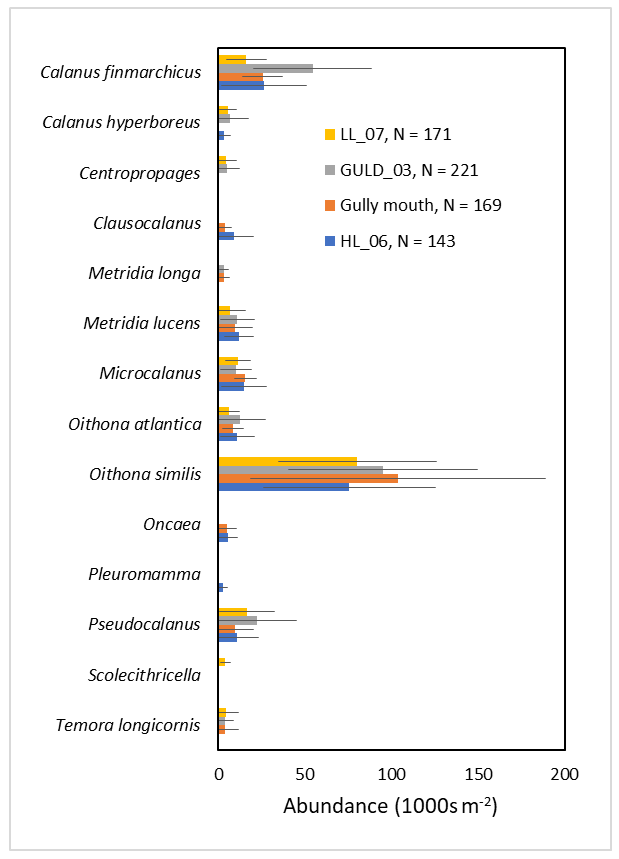 Calanus finmarchicus
Calanus hyperboreus
Centropropages
Clausocalanus
Metridia longa
Metridia lucens
Microcalanus
Oithona atlantica
Oithona similis
Oncaea
Pleuromamma
Pseudocalanus
Scolecithricella
Temora longicornis
LL_07, N = 171
GULD_03, N = 221
Gully mouth, N = 169
HL_06, N = 143
0 50 100 150 200
Abundance (1000s m⁻²)